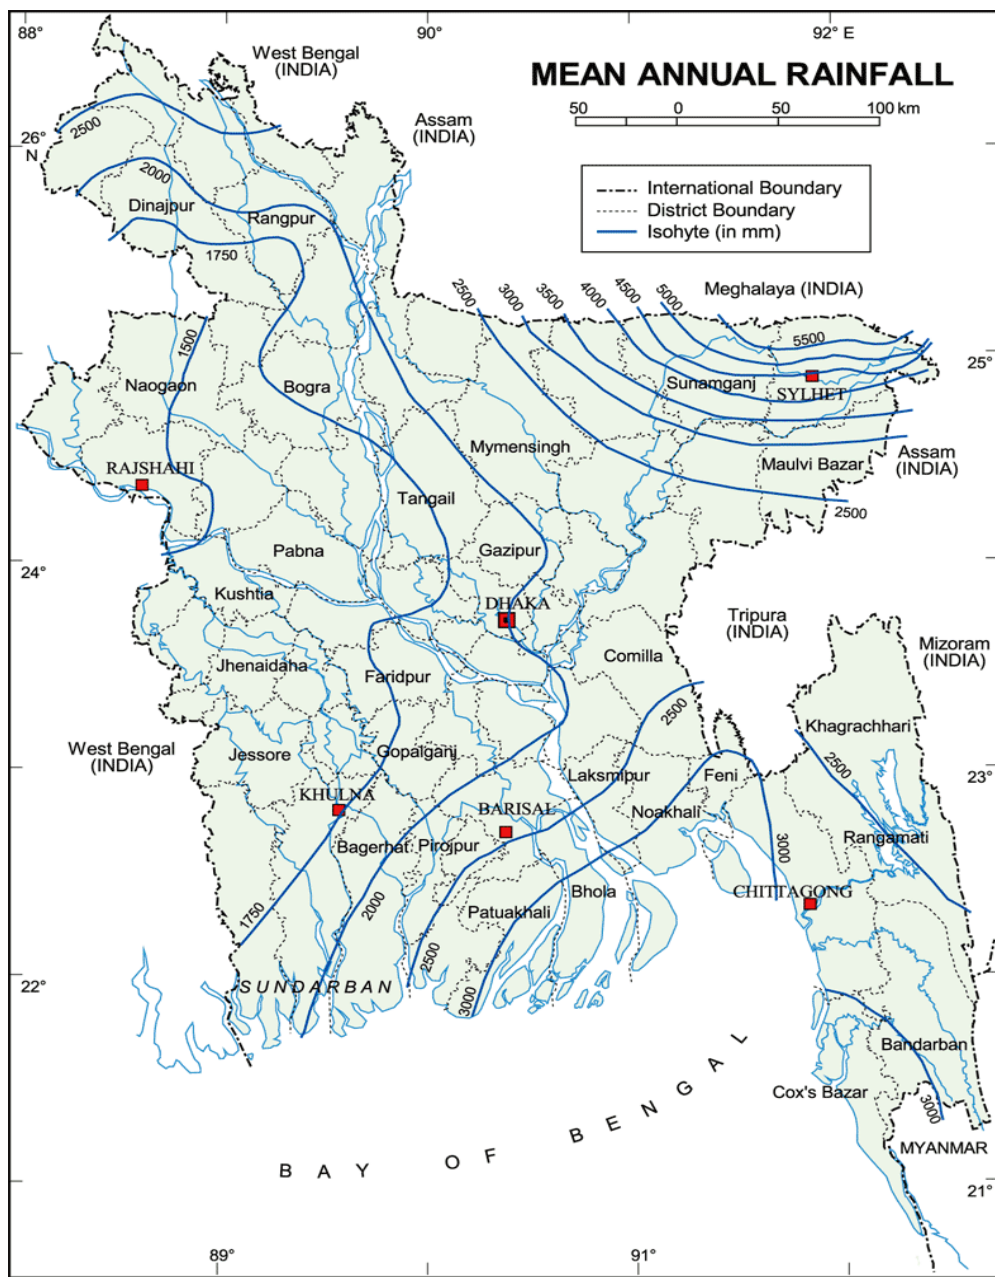 88°
90°
92° E
West Bengal
(INDIA)
MEAN ANNUAL RAINFALL
50 0 50 100 km
Assam
(INDIA)
26°
N
2500
International Boundary
District Boundary
Isohyte (in mm)
2000
Dinajpur
Rangpur
1750
Meghalaya (INDIA)
2500
3000
3500
4000
4500
5000
5500
1500
25°
Naogaon
Bogra
Sunamganj
SYLHET
Mymensingh
RAJSHAHI
Maulvi Bazar
Assam
(INDIA)
Tangail
2500
Pabna
Gazipur
24°
Kushtia
DHAKA
Tripura
(INDIA)
Mizoram
(INDIA)
Jhenaidaha
Faridpur
Comilla
2500
Khagrachhari
West Bengal
(INDIA)
Jessore
Gopalganj
2500
23°
Laksmipur
Feni
KHULNA
BARISAL
Noakhali
Bagerhat
Pirojpur
3000
Rangamati
Bhola
CHITTAGONG
1750
2000
Patuakhali
2500
3000
22°
SUNDARBAN
Bandarban
Cox's Bazar
3000
MYANMAR
BAY OF BENGAL
21°
89°
91°